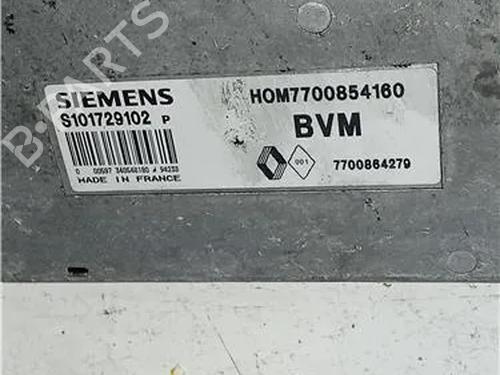 SIEMENS
S101729102 P
HOM7700854160
BVM
001
7700864279
MADE IN FRANCE
B-PARTS